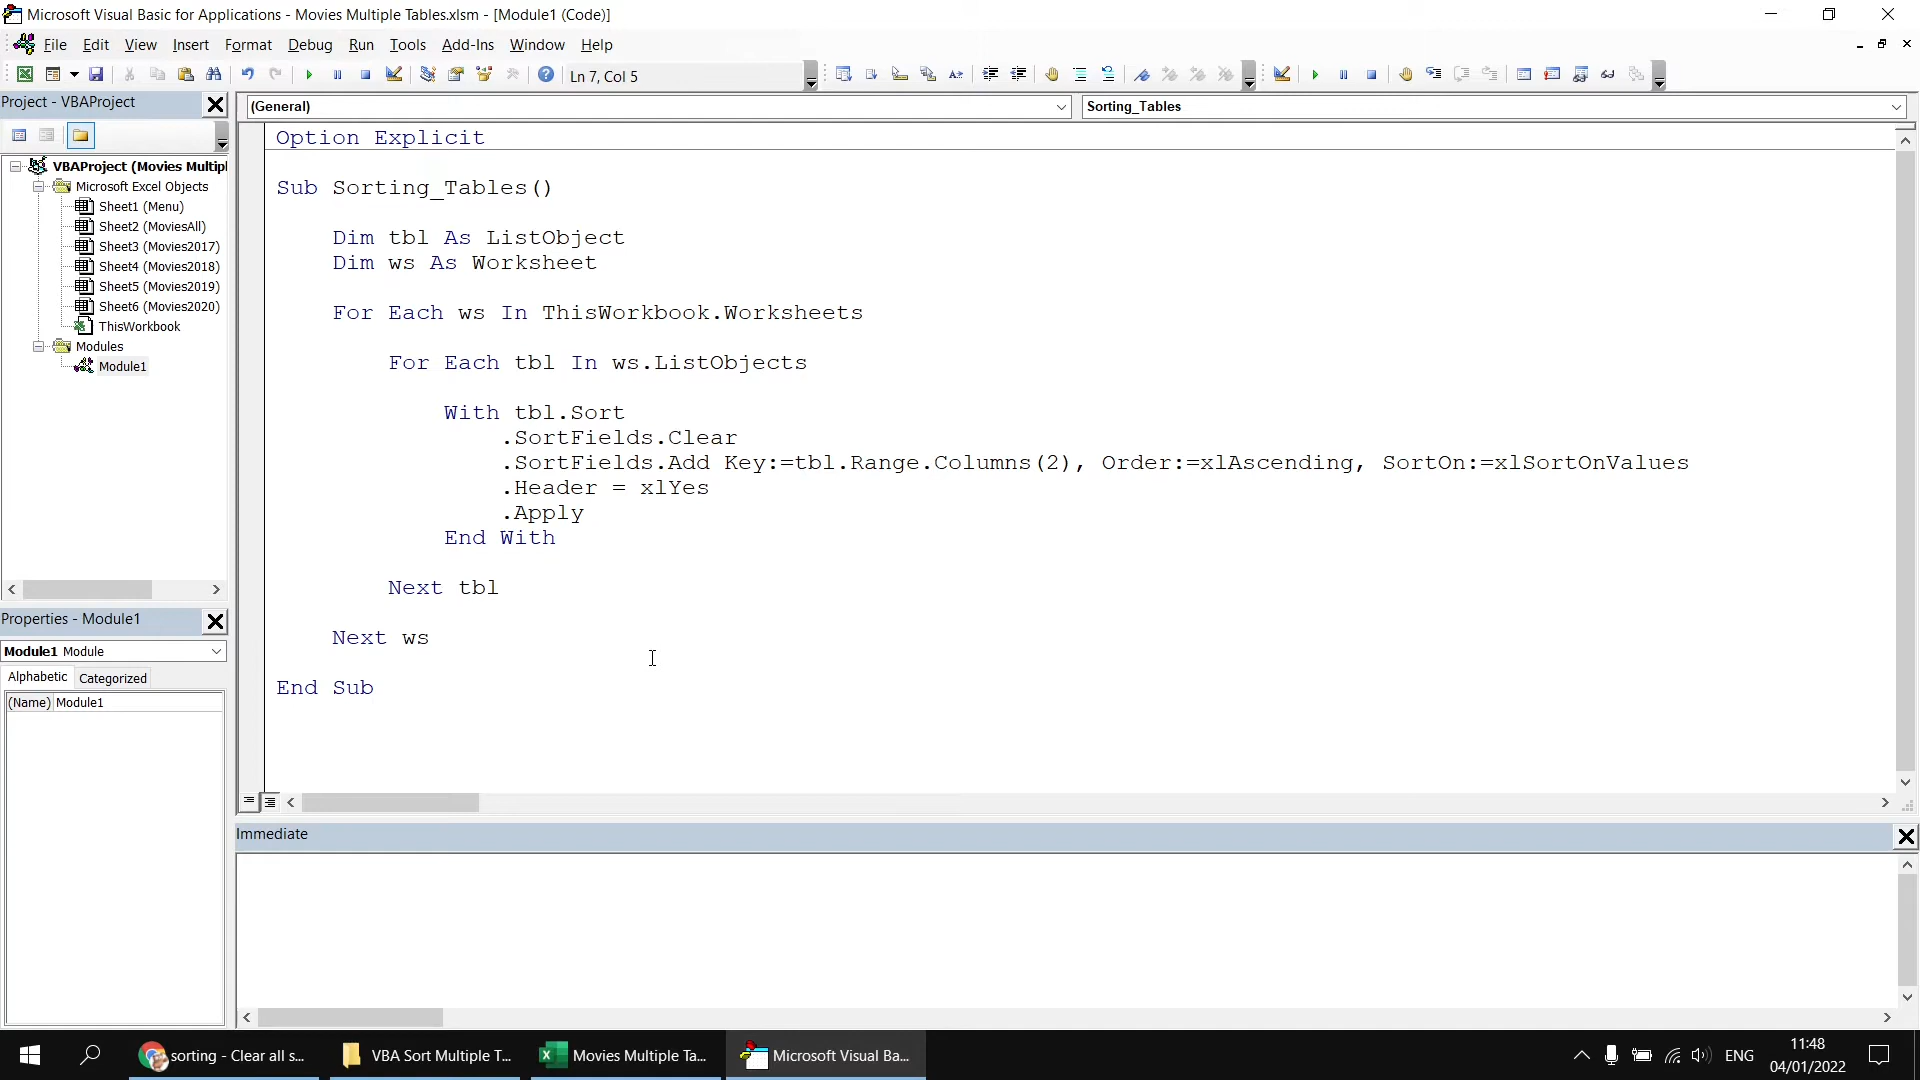 Microsoft Visual Basic for Applications - Movies Multiple Tables.xlsm - [Module1 (Code)]
File Edit View Insert Format Debug Run Tools Add-Ins Window Help
Ln 7, Col 5
Project - VBAProject
(General)
Sorting_Tables
VBAProject (Movies Multipl
Microsoft Excel Objects
Sheet1 (Menu)
Sheet2 (MoviesAll)
Sheet3 (Movies2017)
Sheet4 (Movies2018)
Sheet5 (Movies2019)
Sheet6 (Movies2020)
ThisWorkbook
Modules
Module1
Properties - Module1
Module1 Module
Alphabetic Categorized
(Name) Module1
Option Explicit
Sub Sorting_Tables()
Dim tbl As ListObject
Dim ws As Worksheet
For Each ws In ThisWorkbook.Worksheets
For Each tbl In ws.ListObjects
With tbl.Sort
.SortFields.Clear
.SortFields.Add Key:=tbl.Range.Columns(2), Order:=xlAscending, SortOn:=xlSortOnValues
.Header = xlYes
.Apply
End With
Next tbl
Next ws
End Sub
Immediate
sorting - Clear all s...
VBA Sort Multiple T...
Movies Multiple Ta...
Microsoft Visual Ba...
ENG
11:48
04/01/2022